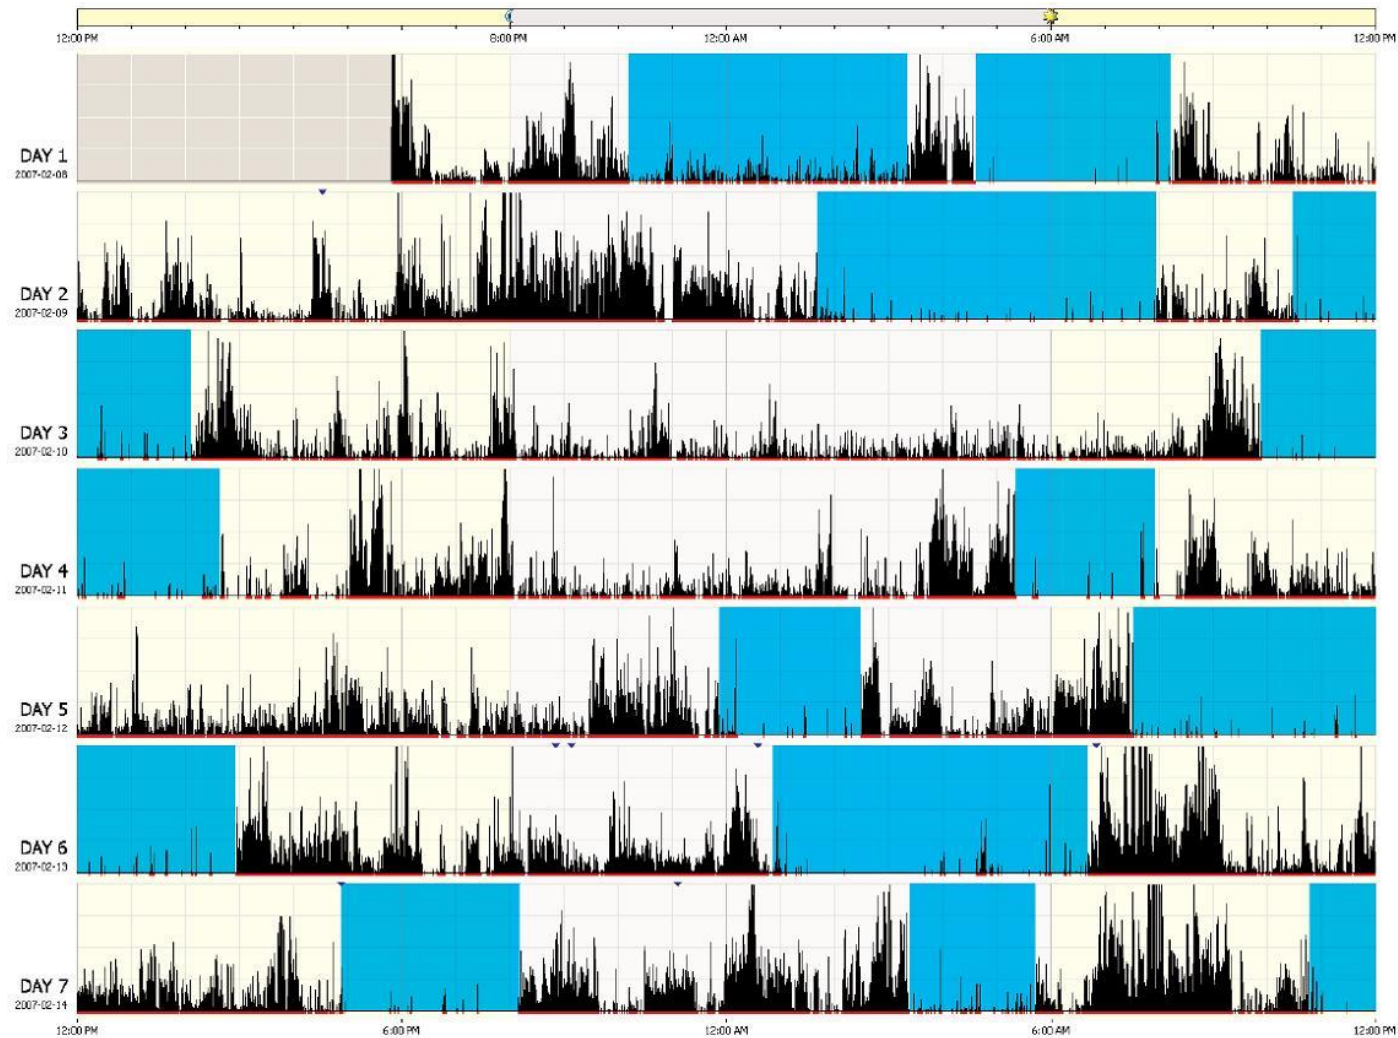 12:00 PM 8:00 PM 12:00 AM 6:00 AM 12:00 PM
DAY 1
2007-02-08
DAY 2
2007-02-09
DAY 3
2007-02-10
DAY 4
2007-02-11
DAY 5
2007-02-12
DAY 6
2007-02-13
DAY 7
2007-02-14
12:00 PM 6:00 PM 12:00 AM 6:00 AM 12:00 PM